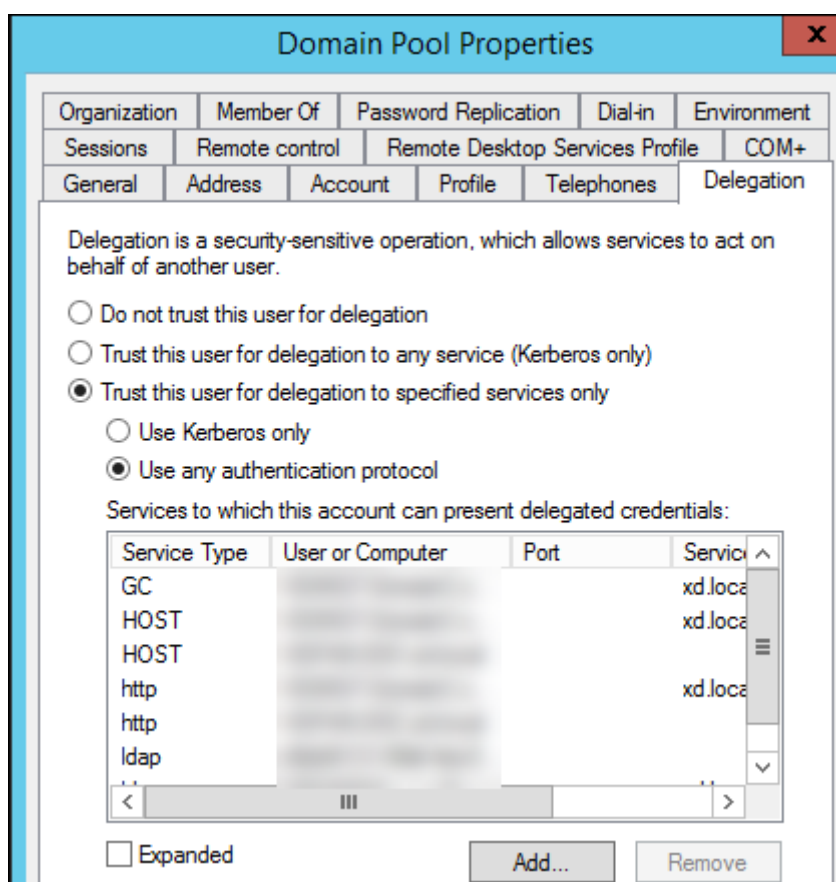 Domain Pool Properties
x
Organization Member Of Password Replication Dial-in Environment
Sessions Remote control Remote Desktop Services Profile COM+
General Address Account Profile Telephones Delegation
Delegation is a security-sensitive operation, which allows services to act on
behalf of another user.
Do not trust this user for delegation
Trust this user for delegation to any service (Kerberos only)
Trust this user for delegation to specified services only
Use Kerberos only
Use any authentication protocol
Services to which this account can present delegated credentials:
Service Type User or Computer Port Servic
GC xd.loca
HOST xd.loca
HOST
http xd.loca
http
ldap
Expanded Add... Remove